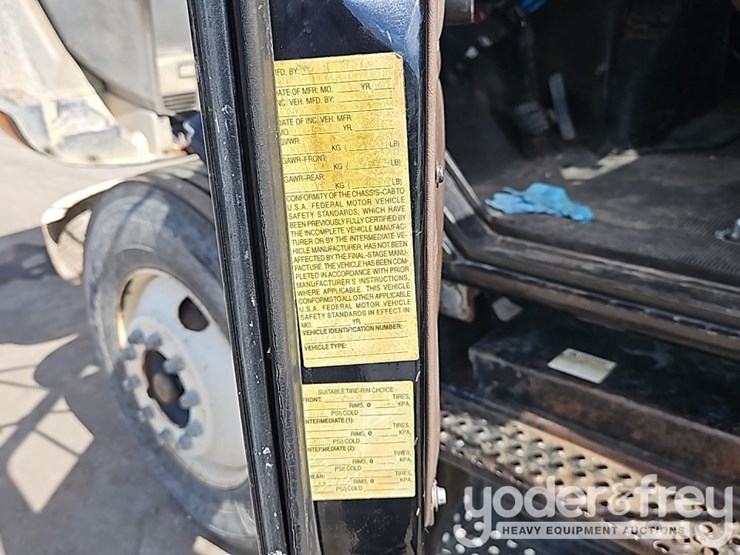 MFD. BY:
DATE OF MFR: MO. YR.
INC. VEH. MFD. BY:
DATE OF INC. VEH. MFR:
MO. YR.
GVWR:
KG ( LB)
GAWR-FRONT:
KG ( LB)
GAWR-REAR:
KG ( LB)
CONFORMITY OF THE CHASSIS-CAB TO
U.S.A. FEDERAL MOTOR VEHICLE
SAFETY STANDARDS, WHICH HAVE
BEEN PREVIOUSLY FULLY CERTIFIED BY
THE INCOMPLETE VEHICLE MANUFAC-
TURER OR BY THE INTERMEDIATE VE-
HICLE MANUFACTURER, HAS NOT BEEN
AFFECTED BY THE FINAL-STAGE MANU-
FACTURE. THE VEHICLE HAS BEEN COM-
PLETED IN ACCORDANCE WITH PRIOR
MANUFACTURER'S INSTRUCTIONS,
WHERE APPLICABLE. THIS VEHICLE
CONFORMS TO ALL OTHER APPLICABLE
U.S.A. FEDERAL MOTOR VEHICLE
SAFETY STANDARDS IN EFFECT IN:
MO. YR.
VEHICLE IDENTIFICATION NUMBER:
VEHICLE TYPE:
SUITABLE TIRE-RIM CHOICE
FRONT: TIRES,
RIMS, @ KPA,
PSI) COLD
INTERMEDIATE (1): TIRES,
RIMS, @ KPA,
PSI) COLD
INTERMEDIATE (2): TIRES,
RIMS, @ KPA,
PSI) COLD
REAR: TIRES,
RIMS, @ KPA,
PSI) COLD
yoder&frey
HEAVY EQUIPMENT AUCTIONS